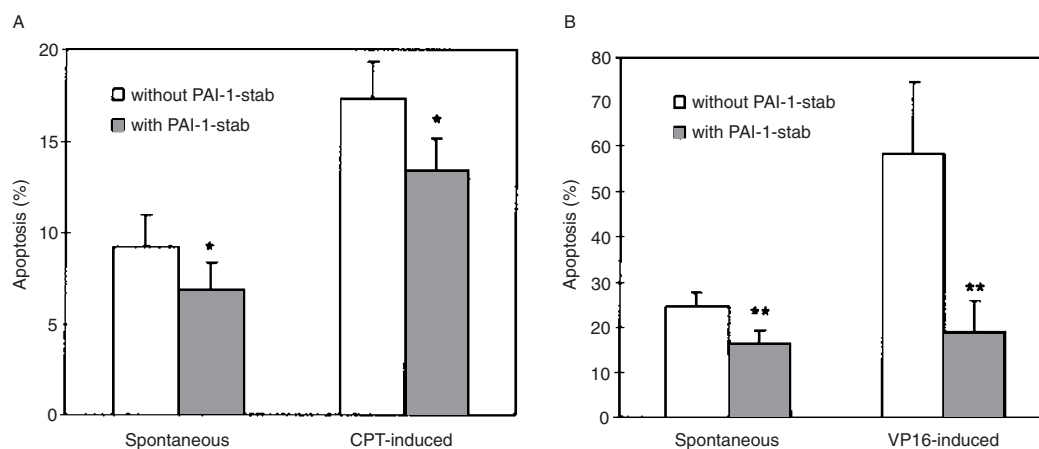 A
20
15
10
5
0
Apoptosis (%)
without PAI-1-stab
with PAI-1-stab
*
*
Spontaneous
CPT-induced
B
80
70
60
50
40
30
20
10
0
Apoptosis (%)
without PAI-1-stab
with PAI-1-stab
**
**
Spontaneous
VP16-induced